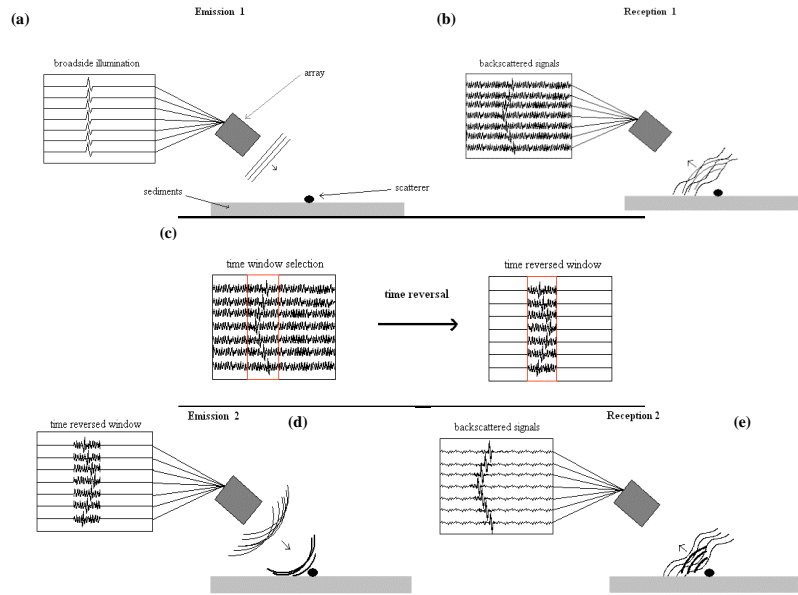 (a)
Emission 1
broadside illumination
array
sediments
scatterer
(b)
Reception 1
backscattered signals
(c)
time window selection
time reversal
time reversed window
Emission 2
(d)
time reversed window
Reception 2
(e)
backscattered signals